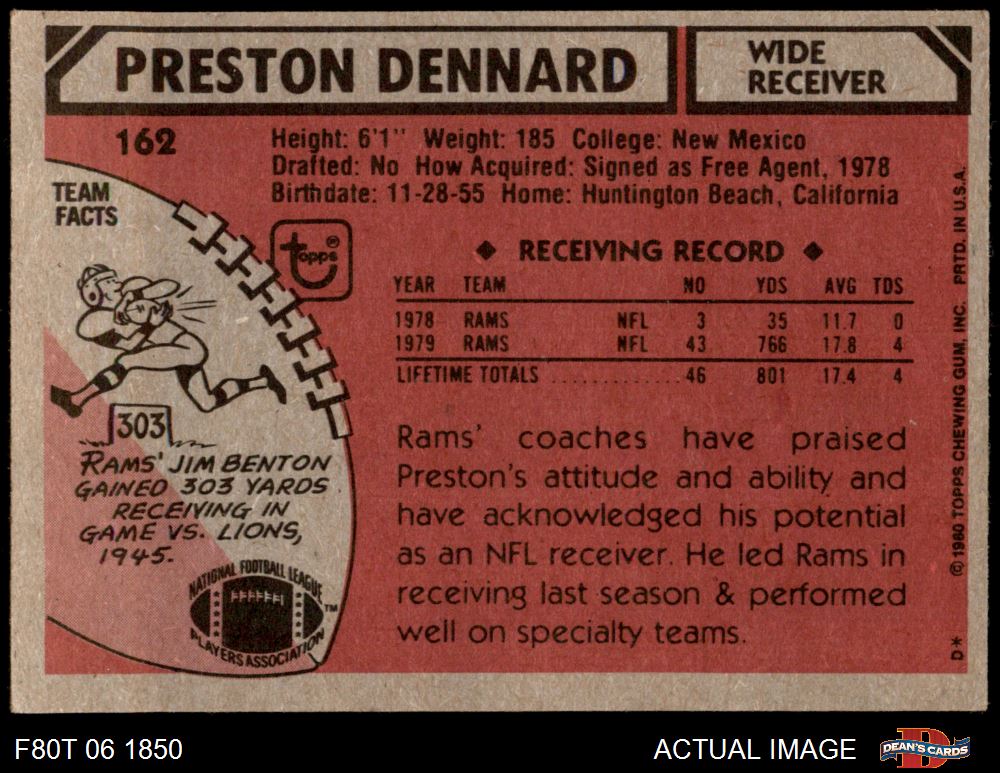 PRESTON DENNARD
WIDE
RECEIVER
162
Height: 6'1" Weight: 185 College: New Mexico
Drafted: No How Acquired: Signed as Free Agent, 1978
Birthdate: 11-28-55 Home: Huntington Beach, California
TEAM
FACTS
topps®
◆ RECEIVING RECORD ◆
YEAR TEAM NO YDS AVG TDS
1978 RAMS NFL 3 35 11.7 0
1979 RAMS NFL 43 766 17.8 4
LIFETIME TOTALS ............ 46 801 17.4 4
303
RAMS' JIM BENTON
GAINED 303 YARDS
RECEIVING IN
GAME VS. LIONS,
1945.
NATIONAL FOOTBALL LEAGUE
PLAYERS ASSOCIATION
™
Rams' coaches have praised
Preston's attitude and ability and
have acknowledged his potential
as an NFL receiver. He led Rams in
receiving last season & performed
well on specialty teams.
D* © 1980 TOPPS CHEWING GUM, INC. PRTD. IN U.S.A.
F80T 06 1850
ACTUAL IMAGE
DEAN'S CARDS